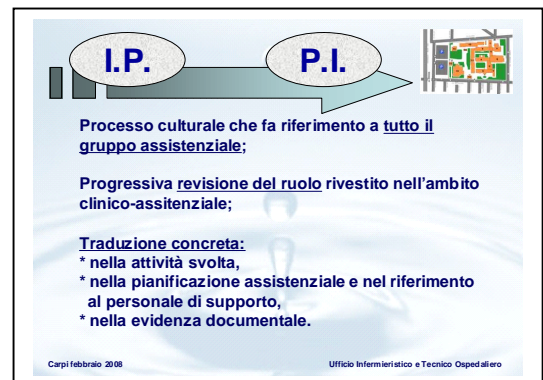 I.P. P.I.
Processo culturale che fa riferimento a tutto il
gruppo assistenziale;
Progressiva revisione del ruolo rivestito nell'ambito
clinico-assitenziale;
Traduzione concreta:
* nella attività svolta,
* nella pianificazione assistenziale e nel riferimento
al personale di supporto,
* nella evidenza documentale.
Carpi febbraio 2008 Ufficio Infermieristico e Tecnico Ospedaliero